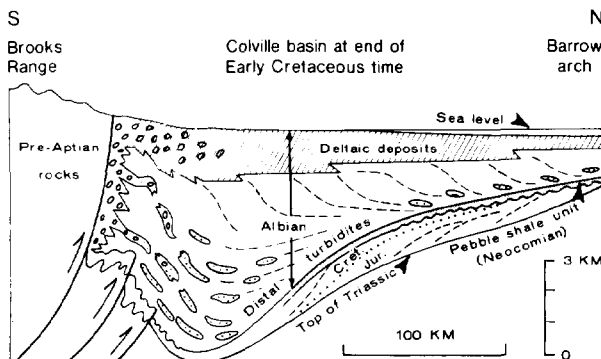 S
N
Brooks
Range
Colville basin at end of
Early Cretaceous time
Barrow
arch
Sea level
Pre-Aptian
rocks
Deltaic deposits
Albian
Distal turbidites
Cret.
Jur.
Top of Triassic
Pebble shale unit
(Neocomian)
3 KM
0
100 KM